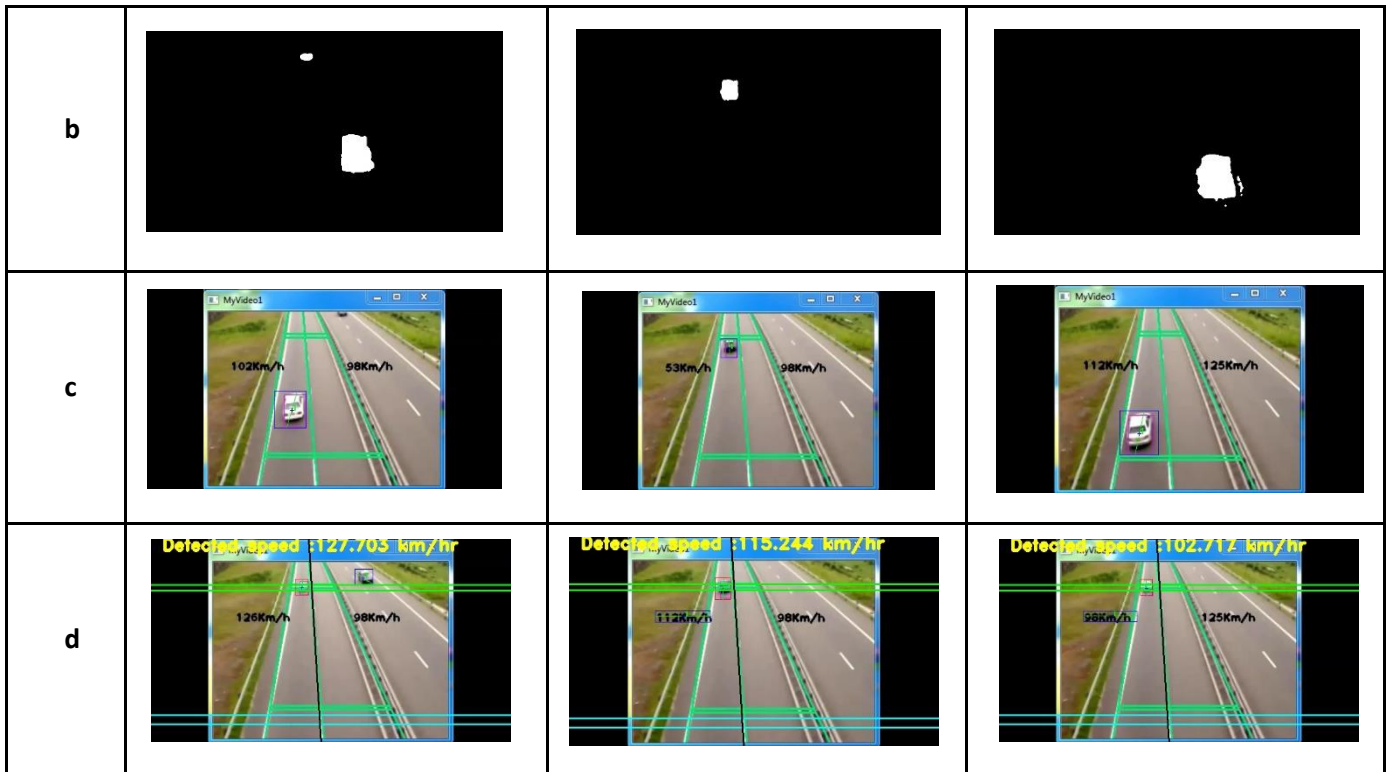 b
c
MyVideo1
102Km/h 98Km/h
MyVideo1
53Km/h 98Km/h
MyVideo1
112Km/h 125Km/h
d
Detected speed :127.703 km/hr
126Km/h 98Km/h
Detected speed :115.244 km/hr
112Km/h 98Km/h
Detected speed :102.717 km/hr
98Km/h 125Km/h